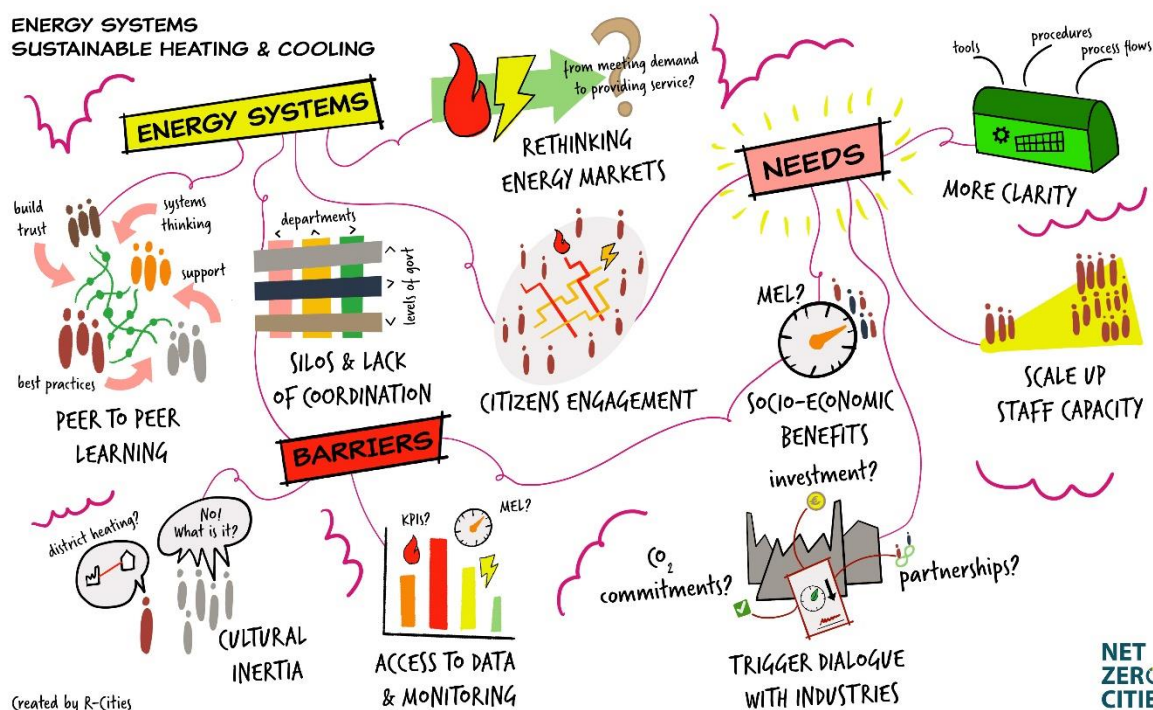 ENERGY SYSTEMS
SUSTAINABLE HEATING & COOLING
ENERGY SYSTEMS
from meeting demand
to providing service?
RETHINKING
ENERGY MARKETS
NEEDS
tools
procedures
process flows
MORE CLARITY
build
trust
systems
thinking
support
best practices
PEER TO PEER
LEARNING
< departments >
< levels of govt >
SILOS & LACK
OF COORDINATION
CITIZENS ENGAGEMENT
MEL?
SOCIO-ECONOMIC
BENEFITS
SCALE UP
STAFF CAPACITY
BARRIERS
district heating?
No!
What is it?
CULTURAL
INERTIA
KPIs?
MEL?
ACCESS TO DATA
& MONITORING
investment?
€
CO2
commitments?
partnerships?
TRIGGER DIALOGUE
WITH INDUSTRIES
Created by R-Cities
NET
ZERO
CITIE